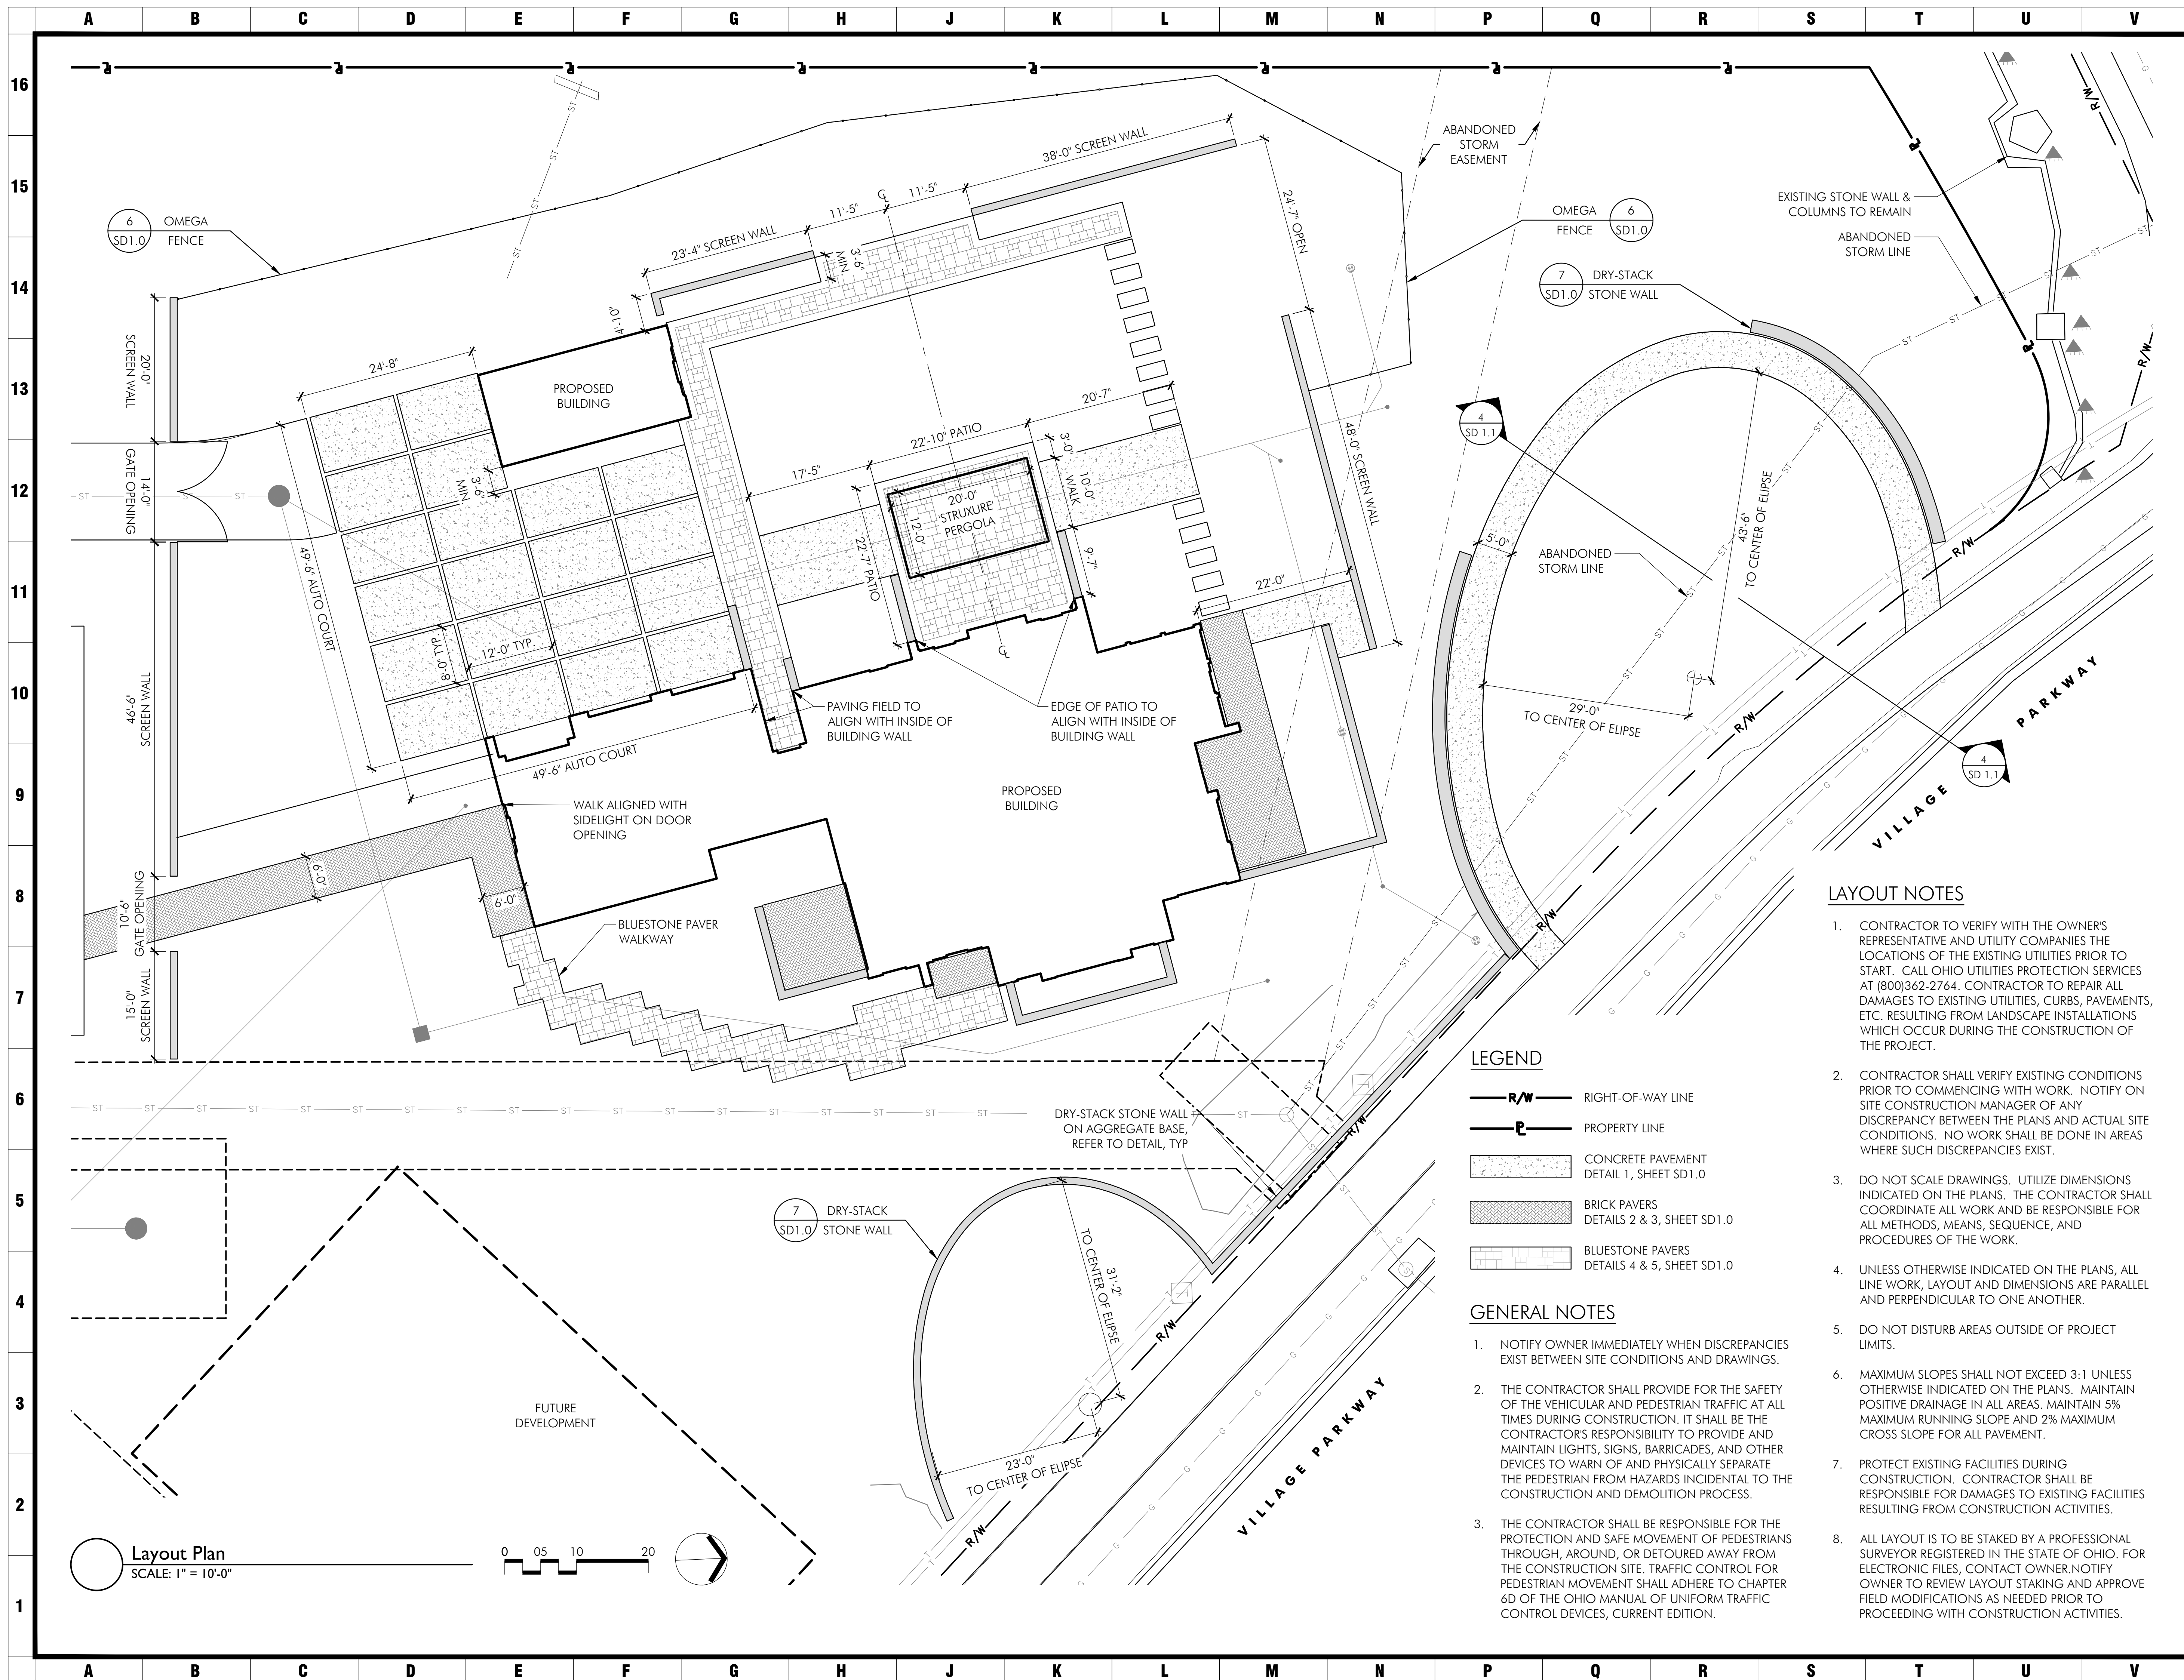 A B C D E F G H J K L M N P Q R S T U V
16
15
14
13
12
11
10
9
8
7
6
5
4
3
2
1
6
SD1.0
OMEGA
FENCE
38'-0" SCREEN WALL
11'-5"
℄
11'-5"
23'-4" SCREEN WALL
3'-6"
MIN.
4'-10"
24'-7" OPEN
ABANDONED
STORM
EASEMENT
OMEGA
FENCE
6
SD1.0
EXISTING STONE WALL &
COLUMNS TO REMAIN
ABANDONED
STORM LINE
7
SD1.0
DRY-STACK
STONE WALL
20'-0"
SCREEN WALL
24'-8"
PROPOSED
BUILDING
14'-0"
GATE OPENING
3'-6"
MIN.
49'-6" AUTO COURT
20'-7"
22'-10" PATIO
17'-5"
3'-0"
10'-0"
WALK
20'-0"
STRUXURE
PERGOLA
12'-0"
22'-7" PATIO
9'-7"
48'-0" SCREEN WALL
22'-0"
℄
4
SD 1.1
5'-0"
43'-6"
TO CENTER OF ELIPSE
ABANDONED
STORM LINE
29'-0"
TO CENTER OF ELIPSE
4
SD 1.1
12'-0" TYP.
8'-0" TYP.
46'-6"
SCREEN WALL
49'-6" AUTO COURT
PAVING FIELD TO
ALIGN WITH INSIDE OF
BUILDING WALL
EDGE OF PATIO TO
ALIGN WITH INSIDE OF
BUILDING WALL
PROPOSED
BUILDING
WALK ALIGNED WITH
SIDELIGHT ON DOOR
OPENING
6'-0"
6'-0"
10'-6"
GATE OPENING
BLUESTONE PAVER
WALKWAY
15'-0"
SCREEN WALL
DRY-STACK STONE WALL
ON AGGREGATE BASE,
REFER TO DETAIL, TYP
7
SD1.0
DRY-STACK
STONE WALL
31'-2"
TO CENTER OF ELIPSE
23'-0"
TO CENTER OF ELIPSE
FUTURE
DEVELOPMENT
R/W
R/W
R/W
R/W
R/W
R/W
R/W
R/W
R/W
VILLAGE PARKWAY
VILLAGE PARKWAY
LEGEND
R/W RIGHT-OF-WAY LINE
PROPERTY LINE
CONCRETE PAVEMENT
DETAIL 1, SHEET SD1.0
BRICK PAVERS
DETAILS 2 & 3, SHEET SD1.0
BLUESTONE PAVERS
DETAILS 4 & 5, SHEET SD1.0
GENERAL NOTES
1. NOTIFY OWNER IMMEDIATELY WHEN DISCREPANCIES
EXIST BETWEEN SITE CONDITIONS AND DRAWINGS.
2. THE CONTRACTOR SHALL PROVIDE FOR THE SAFETY
OF THE VEHICULAR AND PEDESTRIAN TRAFFIC AT ALL
TIMES DURING CONSTRUCTION. IT SHALL BE THE
CONTRACTOR'S RESPONSIBILITY TO PROVIDE AND
MAINTAIN LIGHTS, SIGNS, BARRICADES, AND OTHER
DEVICES TO WARN OF AND PHYSICALLY SEPARATE
THE PEDESTRIAN FROM HAZARDS INCIDENTAL TO THE
CONSTRUCTION AND DEMOLITION PROCESS.
3. THE CONTRACTOR SHALL BE RESPONSIBLE FOR THE
PROTECTION AND SAFE MOVEMENT OF PEDESTRIANS
THROUGH, AROUND, OR DETOURED AWAY FROM
THE CONSTRUCTION SITE. TRAFFIC CONTROL FOR
PEDESTRIAN MOVEMENT SHALL ADHERE TO CHAPTER
6D OF THE OHIO MANUAL OF UNIFORM TRAFFIC
CONTROL DEVICES, CURRENT EDITION.
LAYOUT NOTES
1. CONTRACTOR TO VERIFY WITH THE OWNER'S
REPRESENTATIVE AND UTILITY COMPANIES THE
LOCATIONS OF THE EXISTING UTILITIES PRIOR TO
START. CALL OHIO UTILITIES PROTECTION SERVICES
AT (800)362-2764. CONTRACTOR TO REPAIR ALL
DAMAGES TO EXISTING UTILITIES, CURBS, PAVEMENTS,
ETC. RESULTING FROM LANDSCAPE INSTALLATIONS
WHICH OCCUR DURING THE CONSTRUCTION OF
THE PROJECT.
2. CONTRACTOR SHALL VERIFY EXISTING CONDITIONS
PRIOR TO COMMENCING WITH WORK. NOTIFY ON
SITE CONSTRUCTION MANAGER OF ANY
DISCREPANCY BETWEEN THE PLANS AND ACTUAL SITE
CONDITIONS. NO WORK SHALL BE DONE IN AREAS
WHERE SUCH DISCREPANCIES EXIST.
3. DO NOT SCALE DRAWINGS. UTILIZE DIMENSIONS
INDICATED ON THE PLANS. THE CONTRACTOR SHALL
COORDINATE ALL WORK AND BE RESPONSIBLE FOR
ALL METHODS, MEANS, SEQUENCE, AND
PROCEDURES OF THE WORK.
4. UNLESS OTHERWISE INDICATED ON THE PLANS, ALL
LINE WORK, LAYOUT AND DIMENSIONS ARE PARALLEL
AND PERPENDICULAR TO ONE ANOTHER.
5. DO NOT DISTURB AREAS OUTSIDE OF PROJECT
LIMITS.
6. MAXIMUM SLOPES SHALL NOT EXCEED 3:1 UNLESS
OTHERWISE INDICATED ON THE PLANS. MAINTAIN
POSITIVE DRAINAGE IN ALL AREAS. MAINTAIN 5%
MAXIMUM RUNNING SLOPE AND 2% MAXIMUM
CROSS SLOPE FOR ALL PAVEMENT.
7. PROTECT EXISTING FACILITIES DURING
CONSTRUCTION. CONTRACTOR SHALL BE
RESPONSIBLE FOR DAMAGES TO EXISTING FACILITIES
RESULTING FROM CONSTRUCTION ACTIVITIES.
8. ALL LAYOUT IS TO BE STAKED BY A PROFESSIONAL
SURVEYOR REGISTERED IN THE STATE OF OHIO. FOR
ELECTRONIC FILES, CONTACT OWNER.NOTIFY
OWNER TO REVIEW LAYOUT STAKING AND APPROVE
FIELD MODIFICATIONS AS NEEDED PRIOR TO
PROCEEDING WITH CONSTRUCTION ACTIVITIES.
Layout Plan
SCALE: 1" = 10'-0"
0 05 10 20
A B C D E F G H J K L M N P Q R S T U V